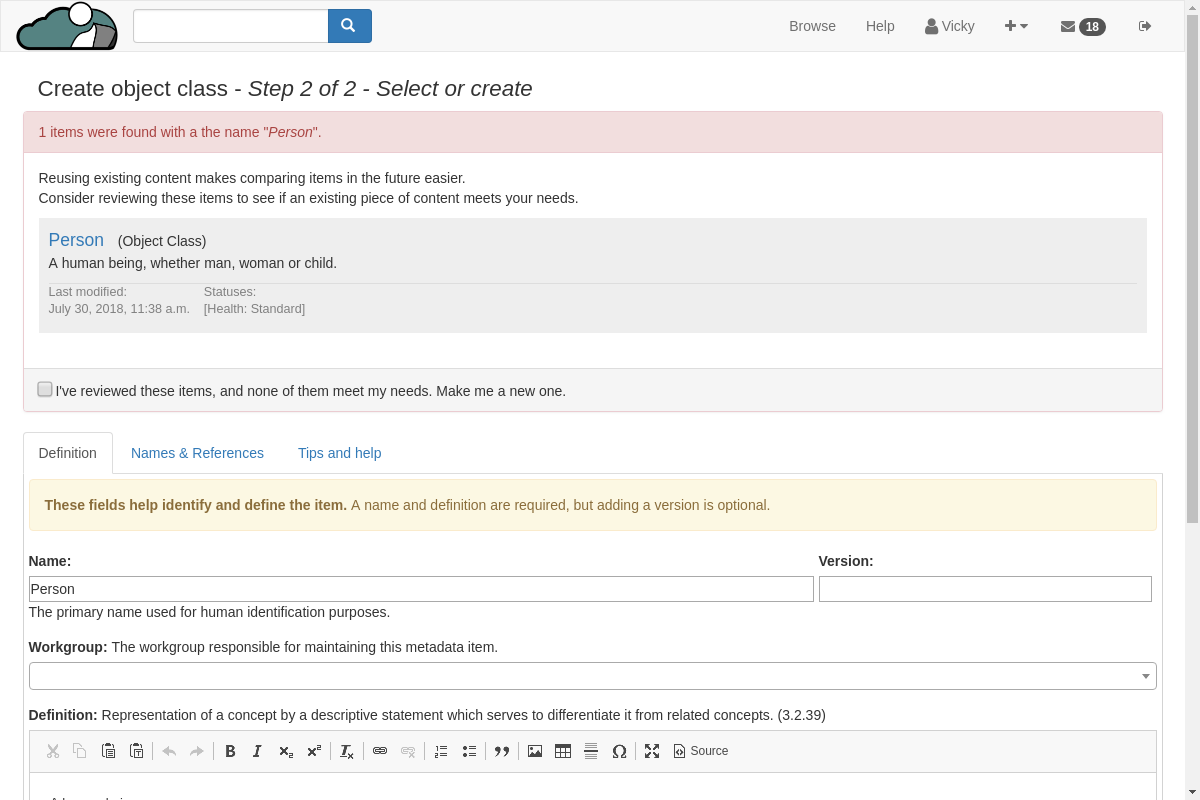 Browse Help Vicky 18
Create object class - Step 2 of 2 - Select or create
1 items were found with a the name "Person".
Reusing existing content makes comparing items in the future easier.
Consider reviewing these items to see if an existing piece of content meets your needs.
Person (Object Class)
A human being, whether man, woman or child.
Last modified: Statuses:
July 30, 2018, 11:38 a.m. [Health: Standard]
I've reviewed these items, and none of them meet my needs. Make me a new one.
Definition Names & References Tips and help
These fields help identify and define the item. A name and definition are required, but adding a version is optional.
Name: Version:
Person
The primary name used for human identification purposes.
Workgroup: The workgroup responsible for maintaining this metadata item.
Definition: Representation of a concept by a descriptive statement which serves to differentiate it from related concepts. (3.2.39)
Source